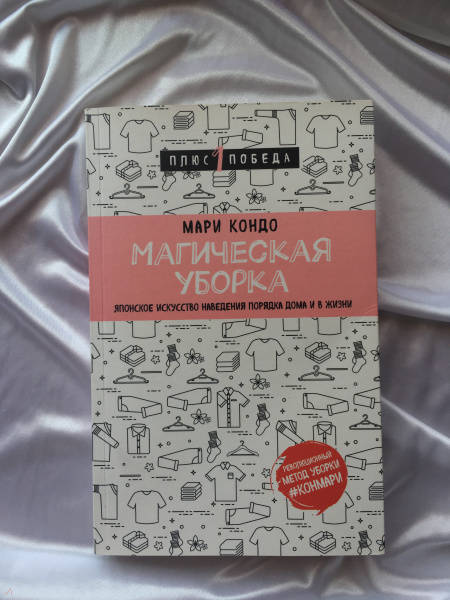 ПЛЮС 1 ПОБЕДА
МАРИ КОНДО
МАГИЧЕСКАЯ
УБОРКА
ЯПОНСКОЕ ИСКУССТВО НАВЕДЕНИЯ ПОРЯДКА ДОМА И В ЖИЗНИ
РЕВОЛЮЦИОННЫЙ
МЕТОД УБОРКИ
#КОНМАРИ